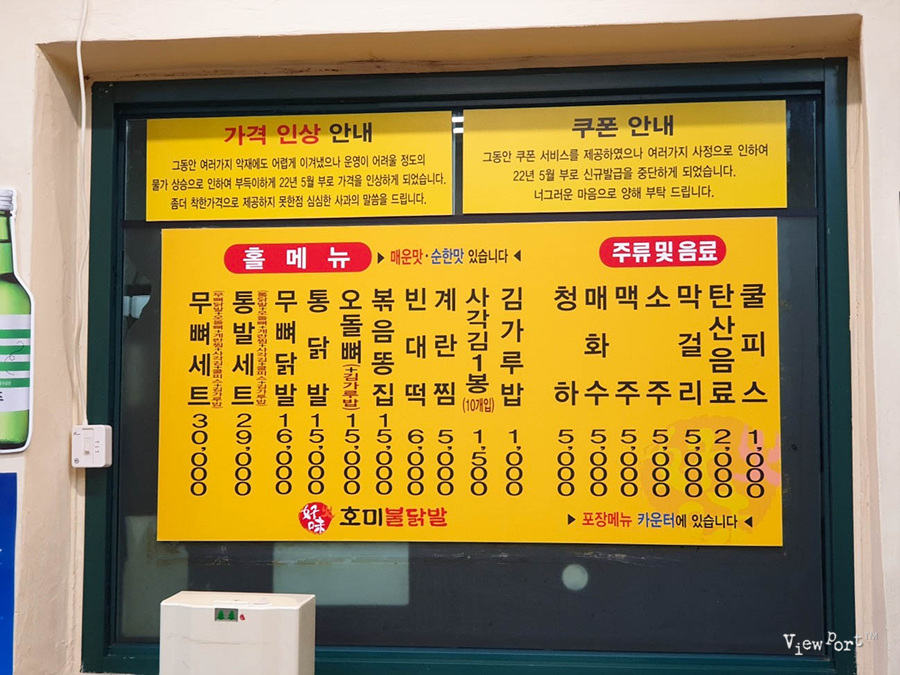 가격 인상 안내
그동안 여러가지 악재에도 어렵게 이겨냈으나 운영이 어려울 정도의
물가 상승으로 인하여 부득이하게 22년 5월 부로 가격을 인상하게 되었습니다.
좀더 착한가격으로 제공하지 못한점 심심한 사과의 말씀을 드립니다.
쿠폰 안내
그동안 쿠폰 서비스를 제공하였으나 여러가지 사정으로 인하여
22년 5월 부로 신규발급을 중단하게 되었습니다.
너그러운 마음으로 양해 부탁 드립니다.
홀 메 뉴
▶ 매운맛·순한맛 있습니다 ◀
무뼈세트 30,000
통발세트 29,000
무뼈닭발 16,000
통닭발 15,000
오돌뼈(+김가루밥) 15,000
볶음똥집 15,000
빈대떡 6,000
계란찜 5,000
사각김1봉(10개입) 1,500
김가루밥 1,000
주류 및 음료
청하 5,000
매화수 5,000
맥주 5,000
소주 5,000
막걸리 5,000
탄산음료 2,000
쿨피스 1,000
好味 호미불닭발
▶ 포장메뉴 카운터에 있습니다 ◀
ViewPort™